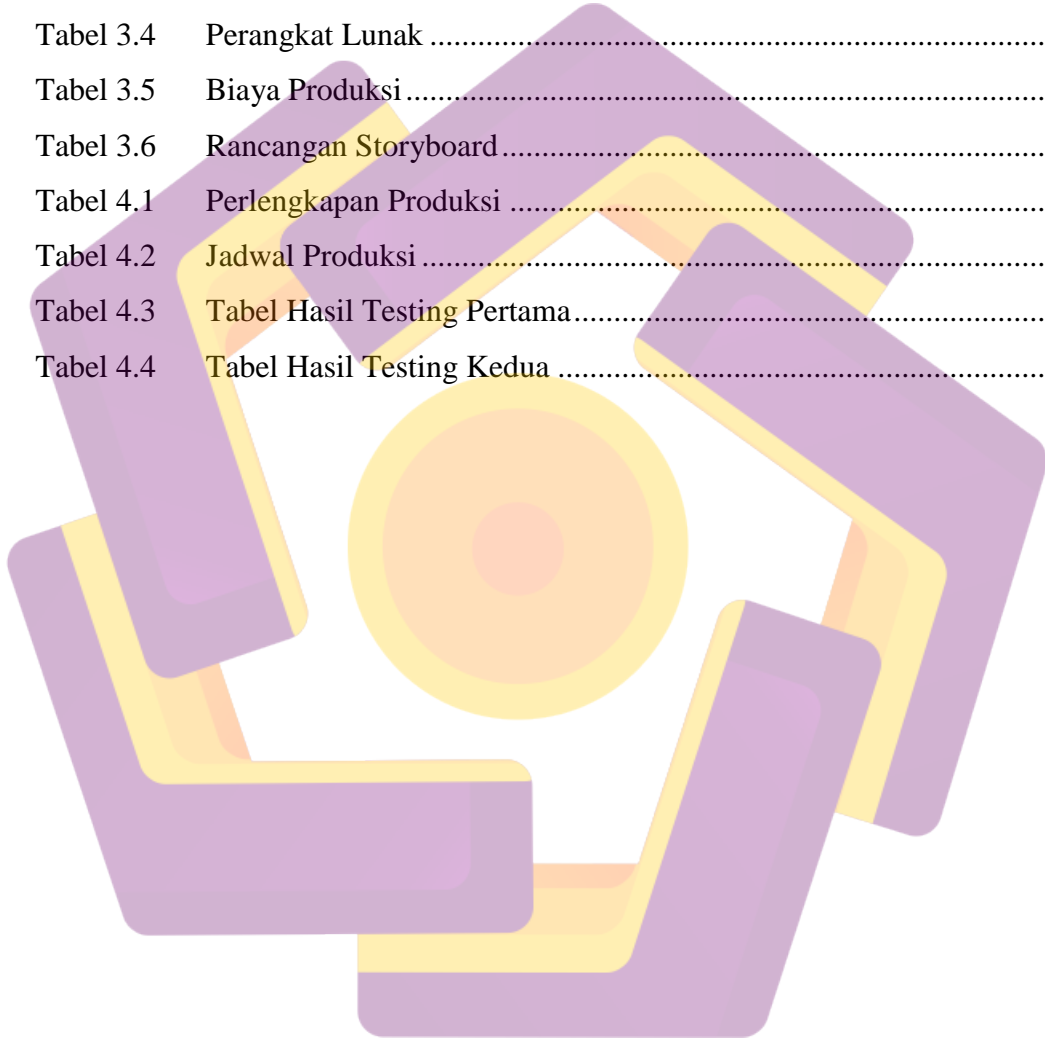 Tabel 3.4 Perangkat Lunak ..............................................................................
Tabel 3.5 Biaya Produksi .................................................................................
Tabel 3.6 Rancangan Storyboard .....................................................................
Tabel 4.1 Perlengkapan Produksi ....................................................................
Tabel 4.2 Jadwal Produksi ...............................................................................
Tabel 4.3 Tabel Hasil Testing Pertama ............................................................
Tabel 4.4 Tabel Hasil Testing Kedua ..............................................................